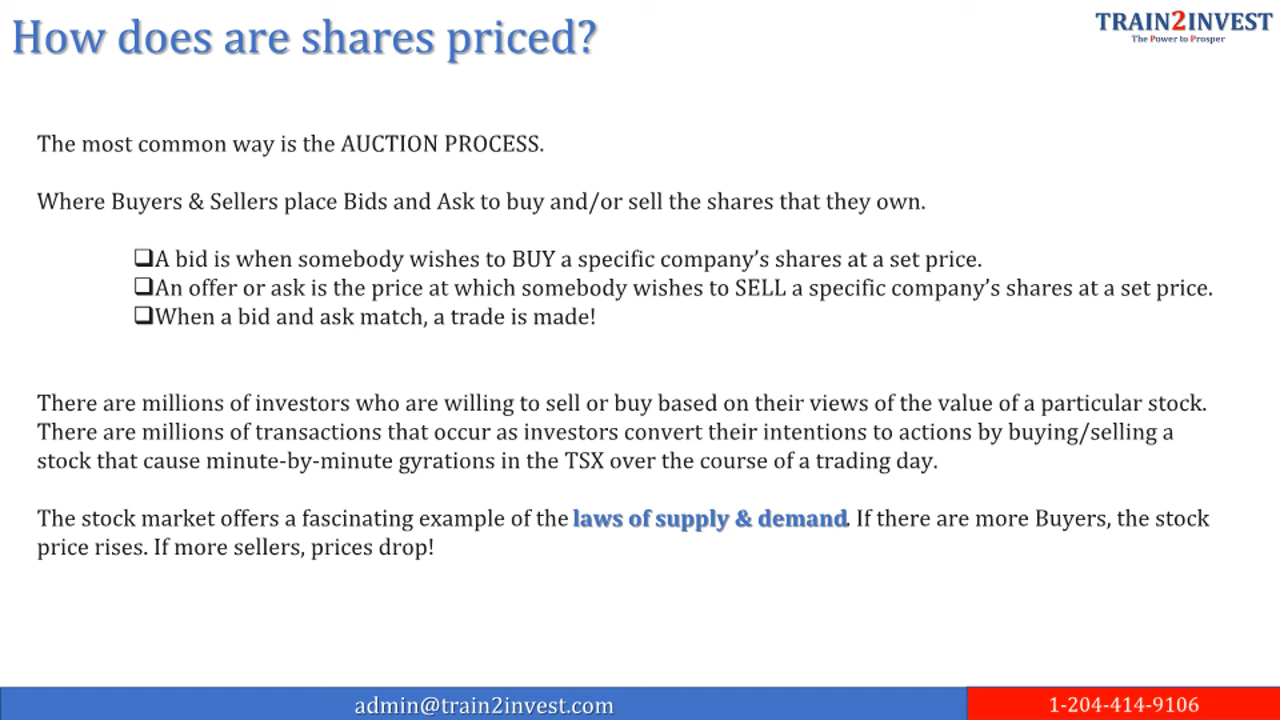 How does are shares priced?
TRAIN2INVEST
The Power to Prosper
The most common way is the AUCTION PROCESS.
Where Buyers & Sellers place Bids and Ask to buy and/or sell the shares that they own.
❑A bid is when somebody wishes to BUY a specific company’s shares at a set price.
❑An offer or ask is the price at which somebody wishes to SELL a specific company’s shares at a set price.
❑When a bid and ask match, a trade is made!
There are millions of investors who are willing to sell or buy based on their views of the value of a particular stock.
There are millions of transactions that occur as investors convert their intentions to actions by buying/selling a
stock that cause minute-by-minute gyrations in the TSX over the course of a trading day.
The stock market offers a fascinating example of the laws of supply & demand. If there are more Buyers, the stock
price rises. If more sellers, prices drop!
admin@train2invest.com
1-204-414-9106